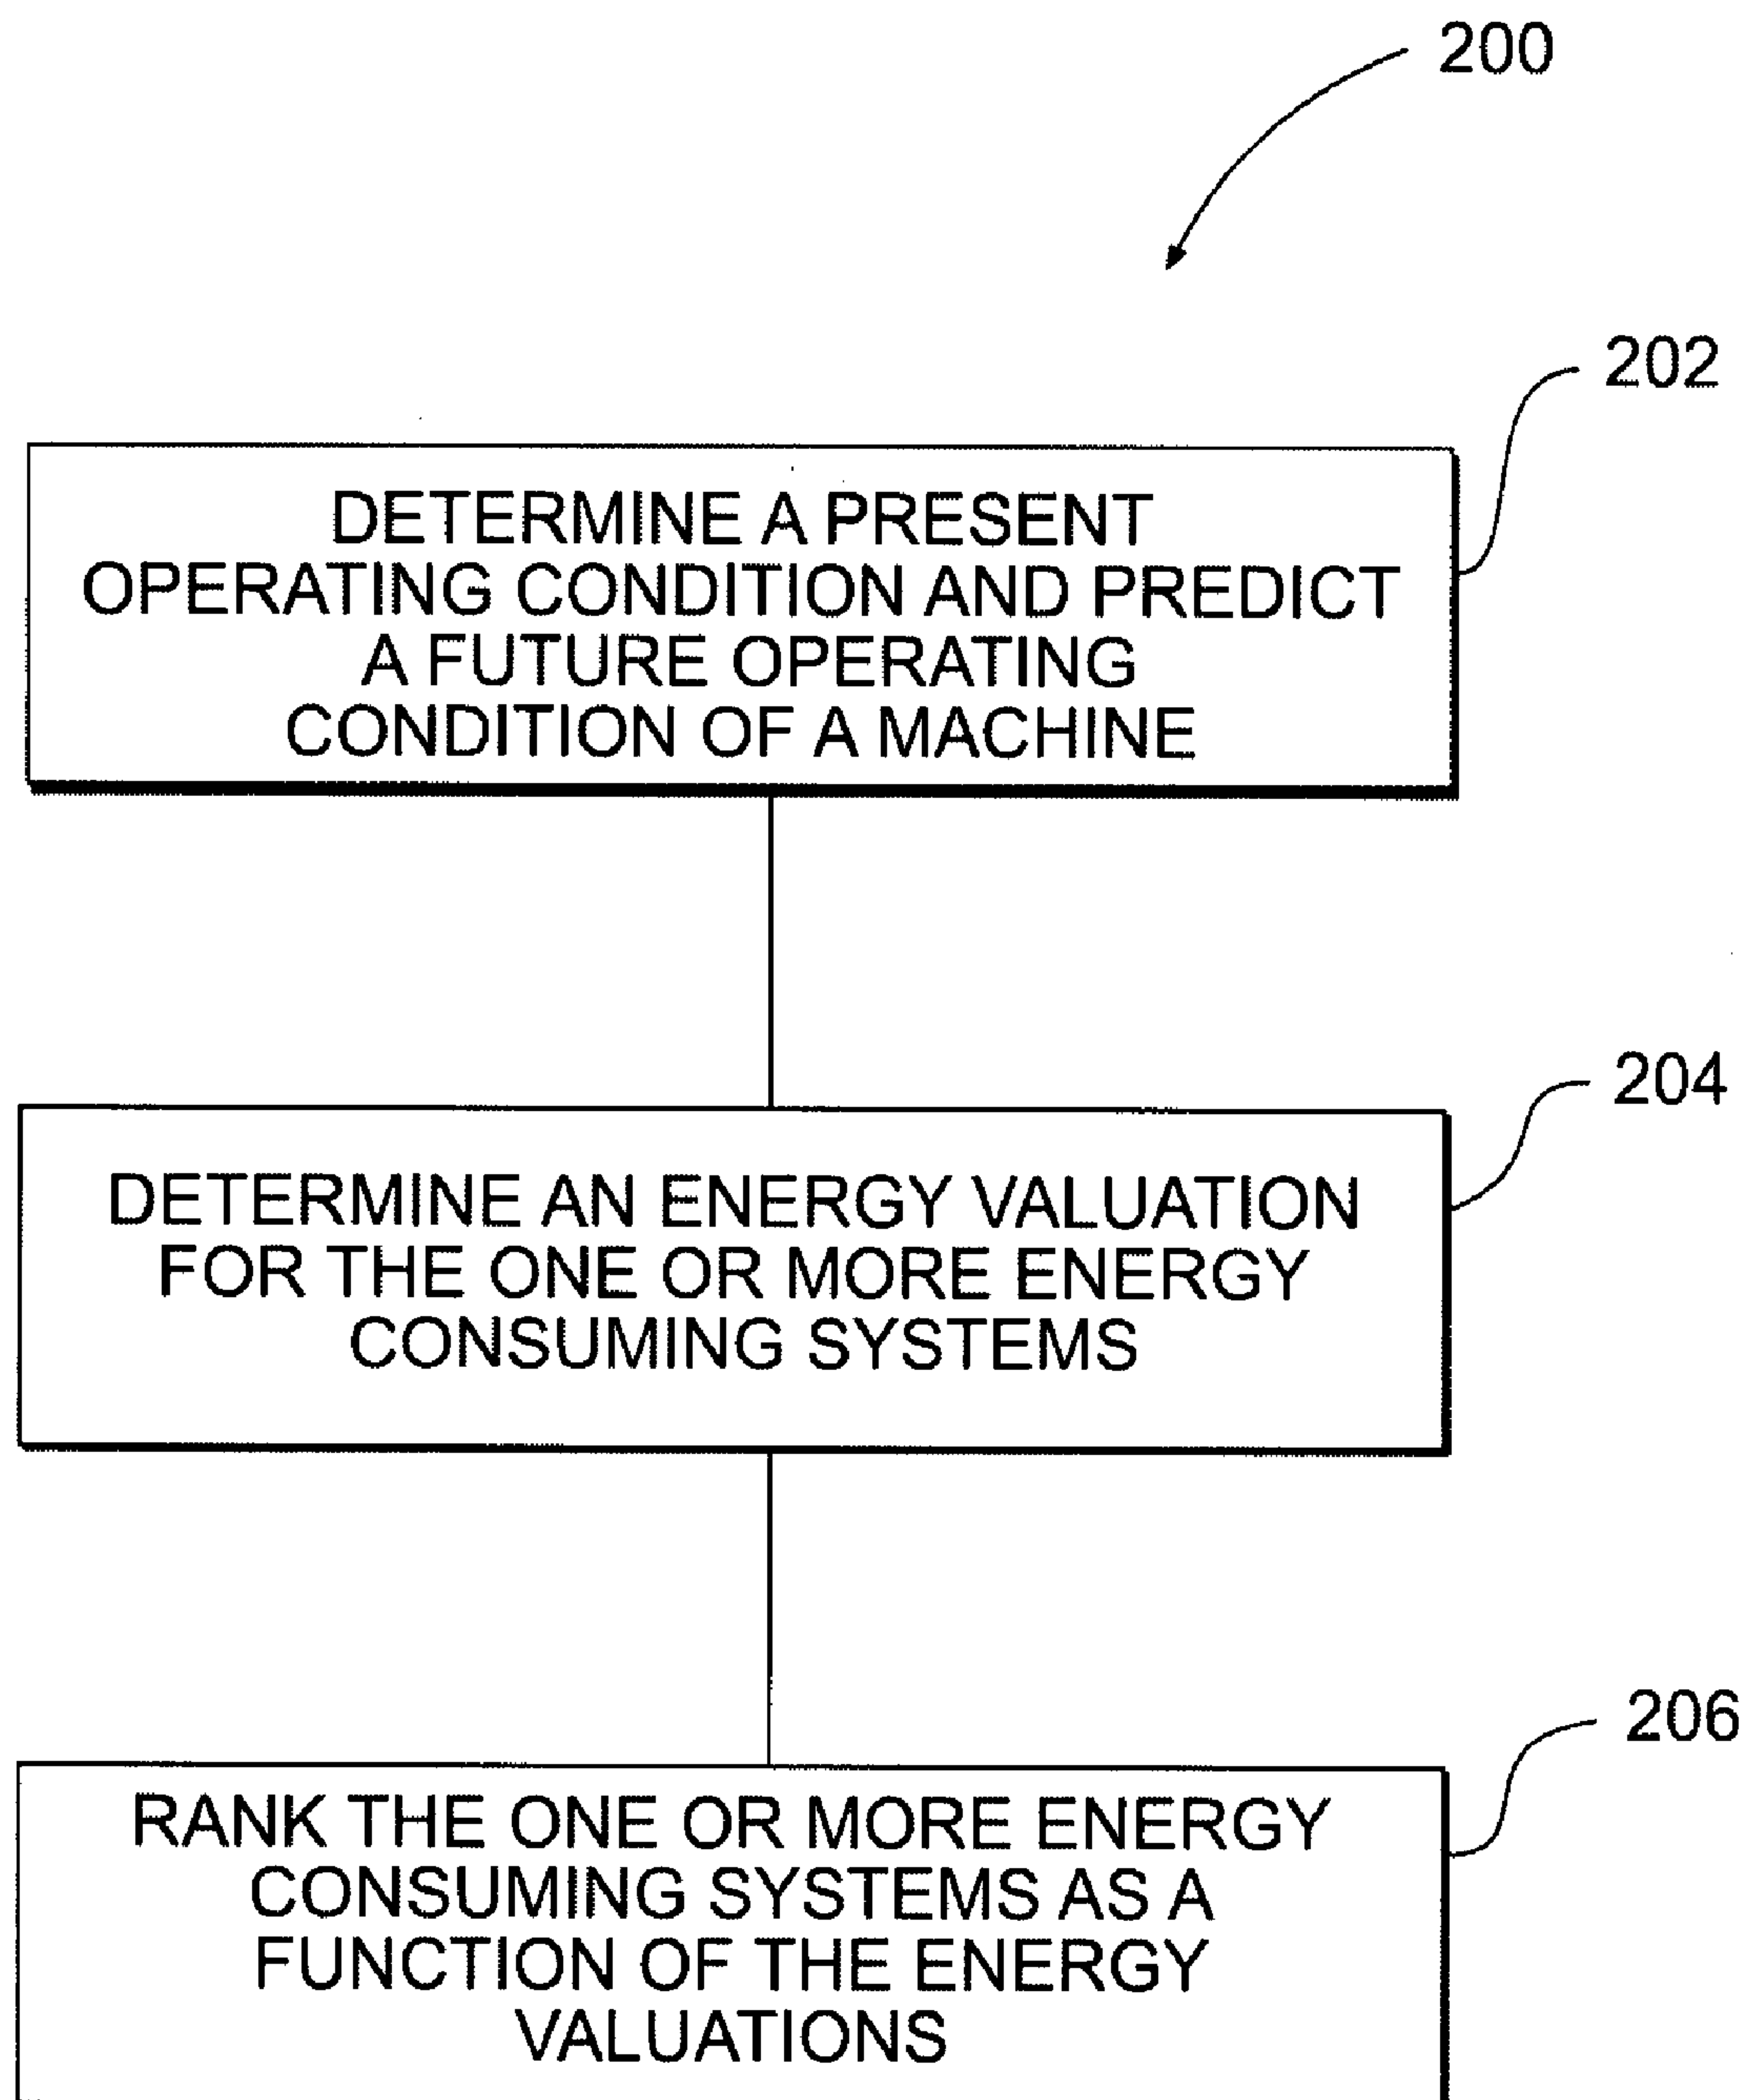 200
202
DETERMINE A PRESENT
OPERATING CONDITION AND PREDICT
A FUTURE OPERATING
CONDITION OF A MACHINE
204
DETERMINE AN ENERGY VALUATION
FOR THE ONE OR MORE ENERGY
CONSUMING SYSTEMS
206
RANK THE ONE OR MORE ENERGY
CONSUMING SYSTEMS AS A
FUNCTION OF THE ENERGY
VALUATIONS